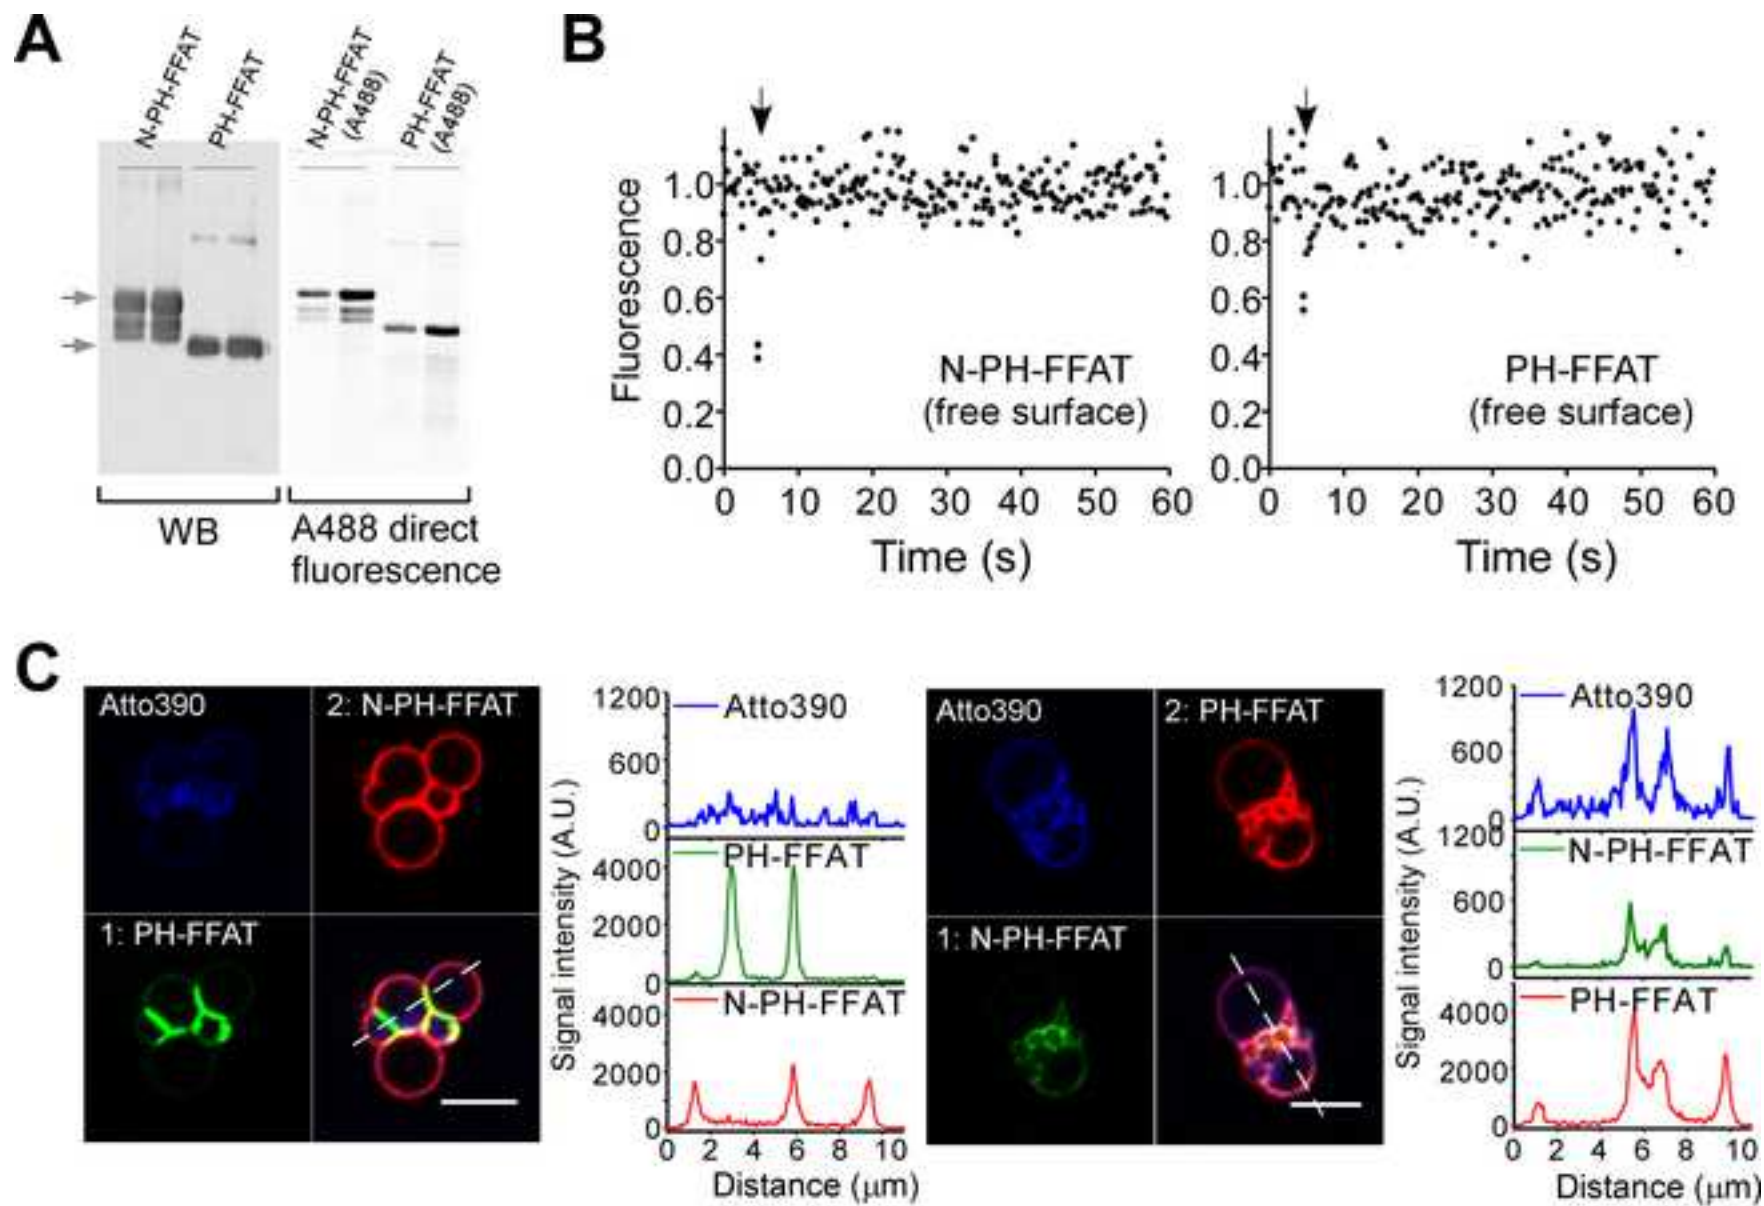 A
N-PH-FFAT
PH-FFAT
N-PH-FFAT
(A488)
PH-FFAT
(A488)
WB
A488 direct
fluorescence
B
Fluorescence
1.0
0.8
0.6
0.4
0.2
0.0
0 10 20 30 40 50 60
Time (s)
N-PH-FFAT
(free surface)
1.0
0.8
0.6
0.4
0.2
0.0
0 10 20 30 40 50 60
Time (s)
PH-FFAT
(free surface)
C
Atto390
2: N-PH-FFAT
1: PH-FFAT
Signal intensity (A.U.)
1200
600
0
Atto390
4000
2000
0
PH-FFAT
4000
2000
0
N-PH-FFAT
0 2 4 6 8 10
Distance (μm)
Atto390
2: PH-FFAT
1: N-PH-FFAT
Signal intensity (A.U.)
1200
600
0
Atto390
1200
600
0
N-PH-FFAT
4000
2000
0
PH-FFAT
0 2 4 6 8 10
Distance (μm)